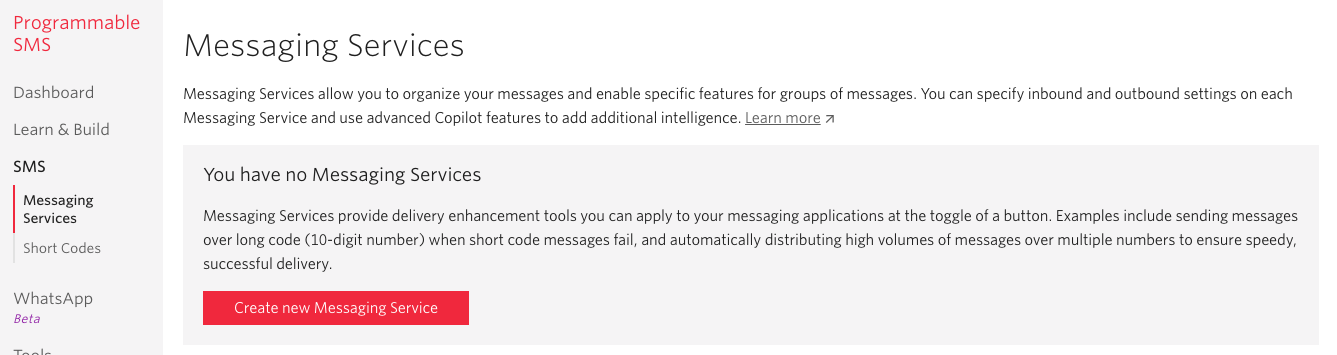 Programmable
SMS
Dashboard
Learn & Build
SMS
Messaging
Services
Short Codes
WhatsApp
Beta
Tools
Messaging Services
Messaging Services allow you to organize your messages and enable specific features for groups of messages. You can specify inbound and outbound settings on each
Messaging Service and use advanced Copilot features to add additional intelligence. Learn more
You have no Messaging Services
Messaging Services provide delivery enhancement tools you can apply to your messaging applications at the toggle of a button. Examples include sending messages
over long code (10-digit number) when short code messages fail, and automatically distributing high volumes of messages over multiple numbers to ensure speedy,
successful delivery.
Create new Messaging Service